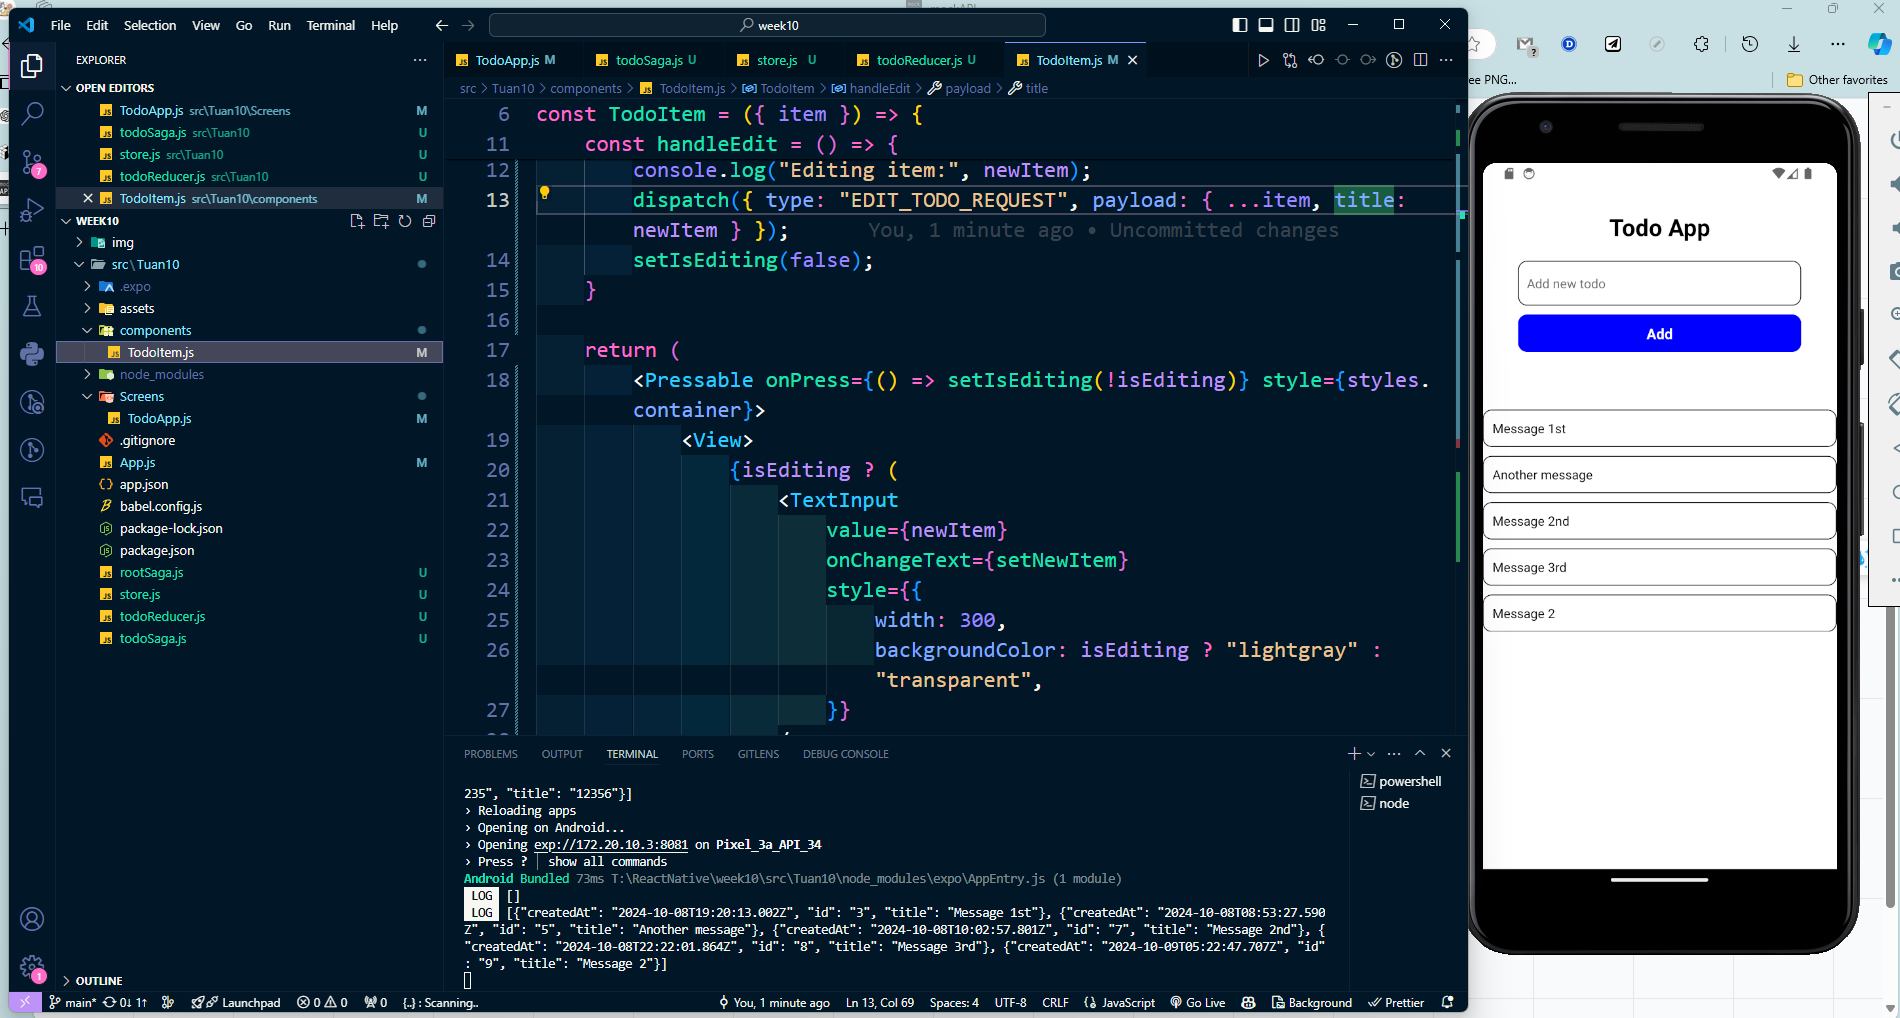 File Edit Selection View Go Run Terminal Help
week10
EXPLORER
OPEN EDITORS
TodoApp.js src\Tuan10\Screens M
todoSaga.js src\Tuan10 U
store.js src\Tuan10 U
todoReducer.js src\Tuan10 U
TodoItem.js src\Tuan10\components M
WEEK10
img
src\Tuan10
.expo
assets
components
TodoItem.js M
node_modules
Screens
TodoApp.js M
.gitignore
App.js M
app.json
babel.config.js
package-lock.json
package.json
rootSaga.js U
store.js U
todoReducer.js U
todoSaga.js U
OUTLINE
7
10
1
TodoApp.js M todoSaga.js U store.js U todoReducer.js U TodoItem.js M
src > Tuan10 > components > TodoItem.js > TodoItem > handleEdit > payload > title
6 const TodoItem = ({ item }) => {
11 const handleEdit = () => {
12 console.log("Editing item:", newItem);
13 dispatch({ type: "EDIT_TODO_REQUEST", payload: { ...item, title:
newItem } }); You, 1 minute ago • Uncommitted changes
14 setIsEditing(false);
15 }
16
17 return (
18 <Pressable onPress={() => setIsEditing(!isEditing)} style={styles.
container}>
19 <View>
20 {isEditing ? (
21 <TextInput
22 value={newItem}
23 onChangeText={setNewItem}
24 style={{
25 width: 300,
26 backgroundColor: isEditing ? "lightgray" :
"transparent",
27 }}
PROBLEMS OUTPUT TERMINAL PORTS GITLENS DEBUG CONSOLE
235", "title": "12356"}]
› Reloading apps
› Opening on Android...
› Opening exp://172.20.10.3:8081 on Pixel_3a_API_34
› Press ? │ show all commands
Android Bundled 73ms T:\ReactNative\week10\src\Tuan10\node_modules\expo\AppEntry.js (1 module)
LOG []
LOG [{"createdAt": "2024-10-08T19:20:13.002Z", "id": "3", "title": "Message 1st"}, {"createdAt": "2024-10-08T08:53:27.590
Z", "id": "5", "title": "Another message"}, {"createdAt": "2024-10-08T10:02:57.801Z", "id": "7", "title": "Message 2nd"}, {
"createdAt": "2024-10-08T22:22:01.864Z", "id": "8", "title": "Message 3rd"}, {"createdAt": "2024-10-09T05:22:47.707Z", "id"
: "9", "title": "Message 2"}]
powershell
node
main* 0↓ 1↑ Launchpad 0 0 0 {..} : Scanning.. You, 1 minute ago Ln 13, Col 69 Spaces: 4 UTF-8 CRLF JavaScript Go Live Background Prettier
ee PNG...
Other favorites
Todo App
Add new todo
Add
Message 1st
Another message
Message 2nd
Message 3rd
Message 2